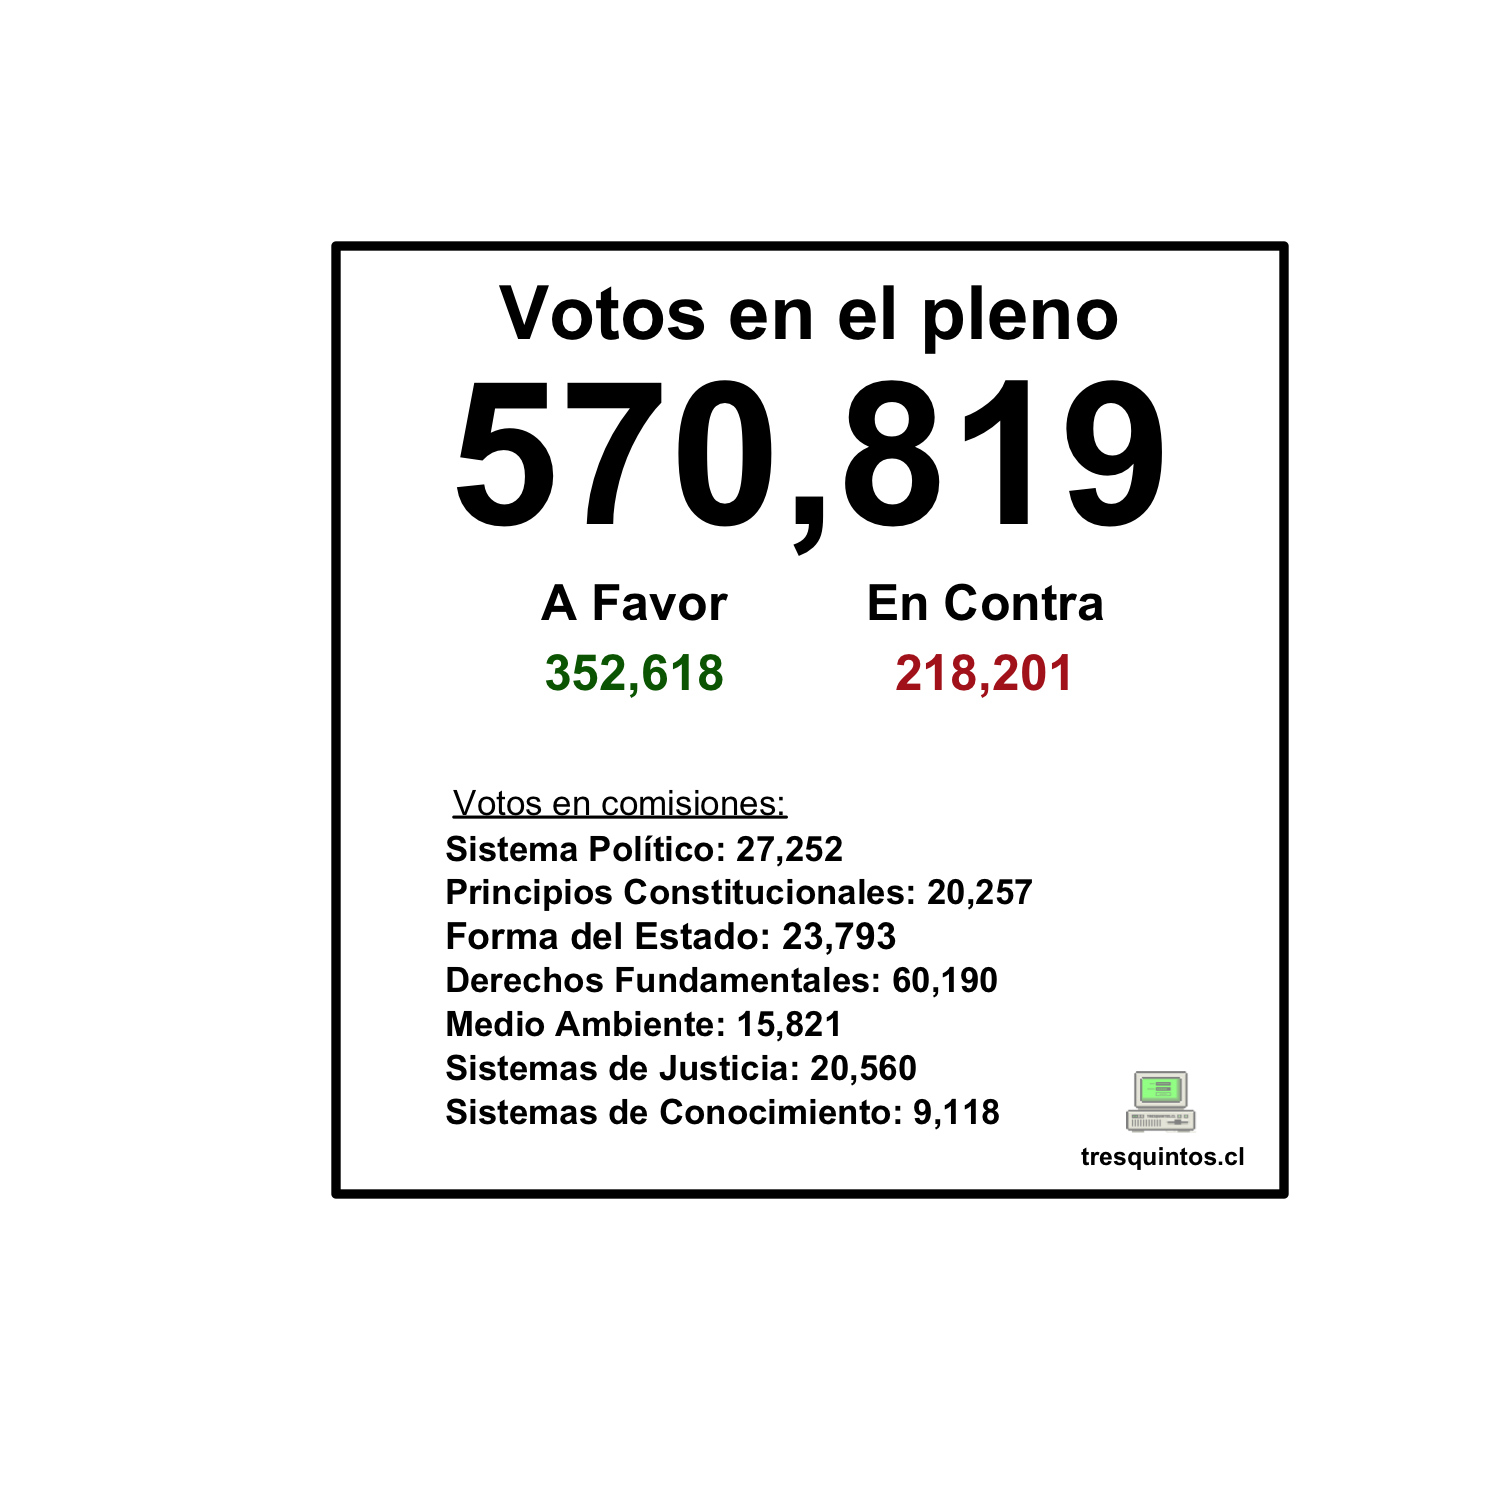 Votos en el pleno
570,819
A Favor En Contra
352,618 218,201
Votos en comisiones:
Sistema Político: 27,252
Principios Constitucionales: 20,257
Forma del Estado: 23,793
Derechos Fundamentales: 60,190
Medio Ambiente: 15,821
Sistemas de Justicia: 20,560
Sistemas de Conocimiento: 9,118
tresquintos.cl